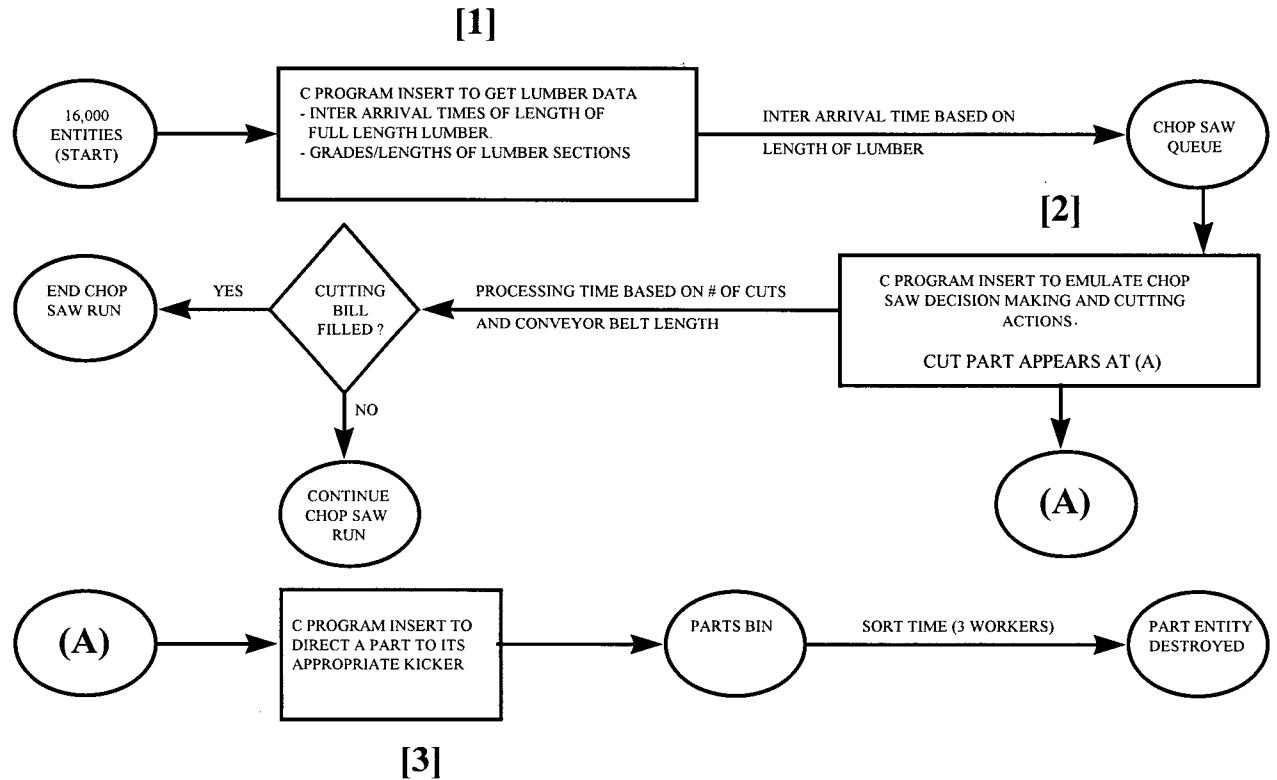 [1]
16,000
ENTITIES
(START)
C PROGRAM INSERT TO GET LUMBER DATA
- INTER ARRIVAL TIMES OF LENGTH OF
FULL LENGTH LUMBER.
- GRADES/LENGTHS OF LUMBER SECTIONS
INTER ARRIVAL TIME BASED ON
LENGTH OF LUMBER
CHOP SAW
QUEUE
[2]
C PROGRAM INSERT TO EMULATE CHOP
SAW DECISION MAKING AND CUTTING
ACTIONS.
CUT PART APPEARS AT (A)
PROCESSING TIME BASED ON # OF CUTS
AND CONVEYOR BELT LENGTH
CUTTING
BILL
FILLED ?
YES
END CHOP
SAW RUN
NO
CONTINUE
CHOP SAW
RUN
(A)
(A)
C PROGRAM INSERT TO
DIRECT A PART TO ITS
APPROPRIATE KICKER
PARTS BIN
SORT TIME (3 WORKERS)
PART ENTITY
DESTROYED
[3]